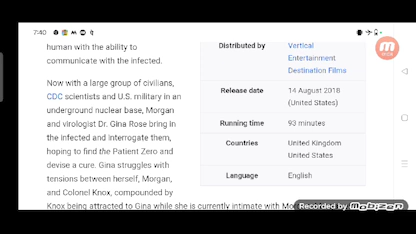 7:40
human with the ability to
communicate with the infected.
Now with a large group of civilians,
CDC scientists and U.S. military in an
underground nuclear base, Morgan
and virologist Dr. Gina Rose bring in
the infected and interrogate them,
hoping to find the Patient Zero and
devise a cure. Gina struggles with
tensions between herself, Morgan,
and Colonel Knox, compounded by
Knox being attracted to Gina while she is currently intimate with
Distributed by Vertical
Entertainment
Destination Films
Release date 14 August 2018
(United States)
Running time 93 minutes
Countries United Kingdom
United States
Language English
Recorded by Mobizen